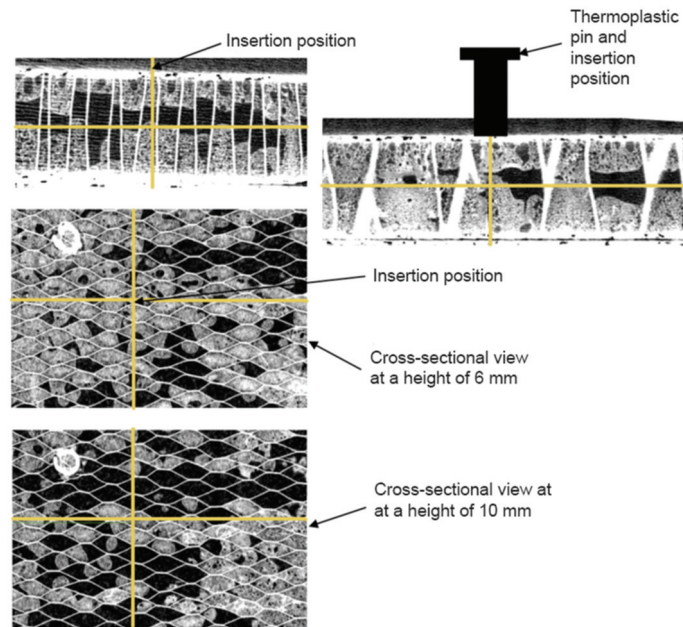 Insertion position
Thermoplastic
pin and
insertion
position
Insertion position
Cross-sectional view
at a height of 6 mm
Cross-sectional view at
at a height of 10 mm